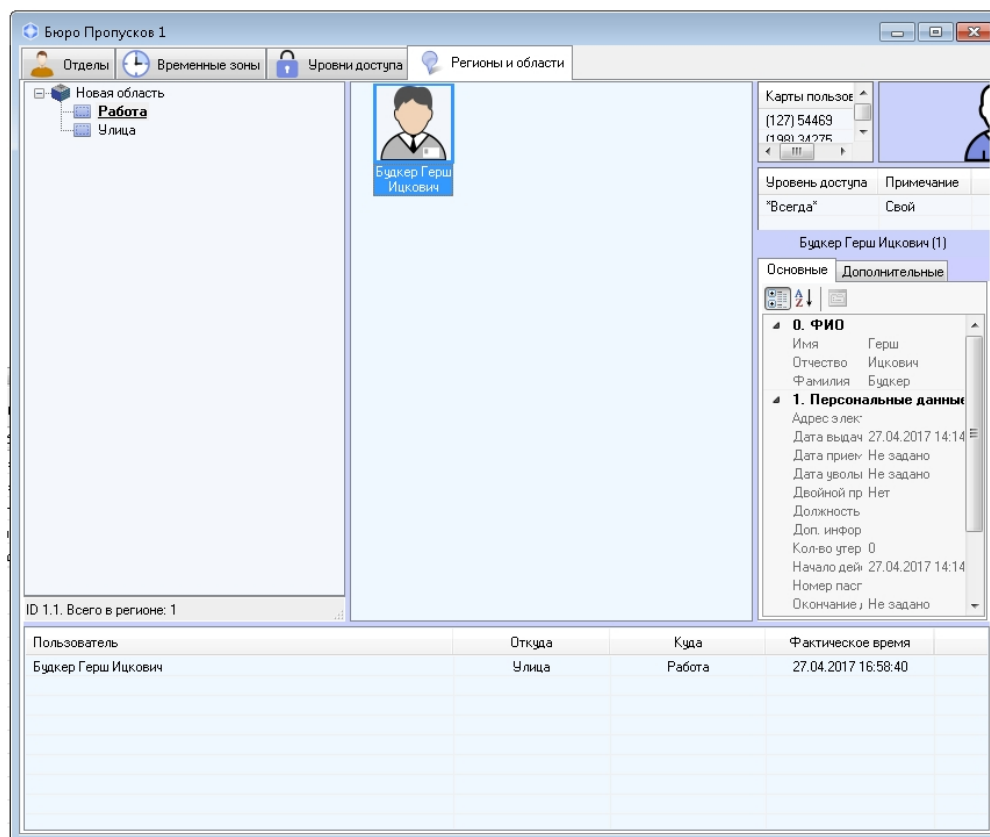 Бюро Пропусков 1
Отделы Временные зоны Уровни доступа Регионы и области
Новая область
Работа
Улица
Будкер Герш
Ицкович
ID 1.1. Всего в регионе: 1
Карты пользов
(127) 54469
(198) 34275
Уровень доступа Примечание
"Всегда" Свой
Будкер Герш Ицкович (1)
Основные Дополнительные
0. ФИО
Имя Герш
Отчество Ицкович
Фамилия Будкер
1. Персональные данные
Адрес элек
Дата выдач 27.04.2017 14:14
Дата прием Не задано
Дата уволы Не задано
Двойной пр Нет
Должность
Доп. инфор
Кол-во утер 0
Начало дей 27.04.2017 14:14
Номер пасп
Окончание Не задано
Пользователь Откуда Куда Фактическое время
Будкер Герш Ицкович Улица Работа 27.04.2017 16:58:40